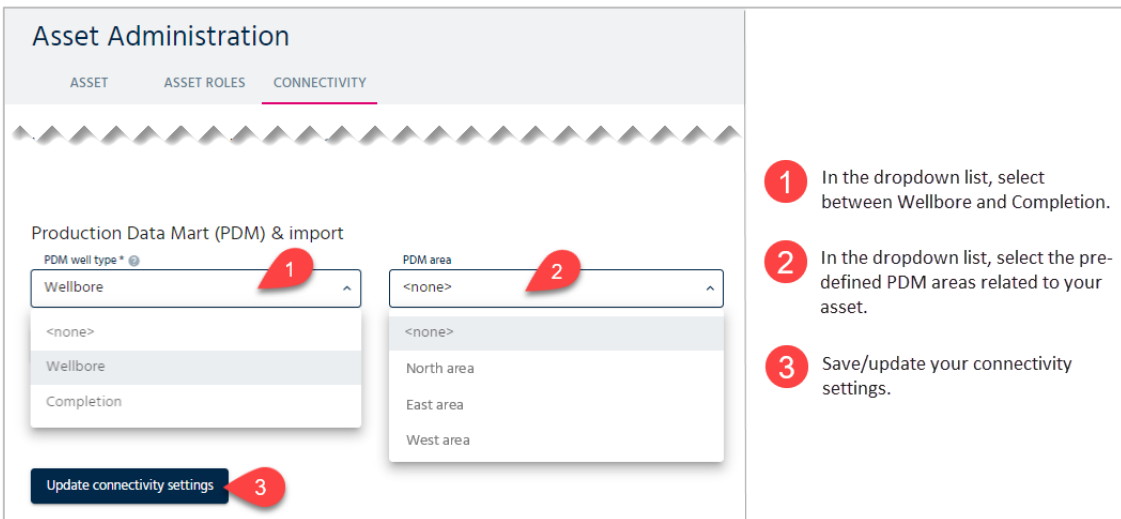 Asset Administration
ASSET ASSET ROLES CONNECTIVITY
Production Data Mart (PDM) & import
PDM well type *
Wellbore
1
<none>
Wellbore
Completion
PDM area
<none>
2
<none>
North area
East area
West area
Update connectivity settings
3
1
In the dropdown list, select
between Wellbore and Completion.
2
In the dropdown list, select the pre-
defined PDM areas related to your
asset.
3
Save/update your connectivity
settings.